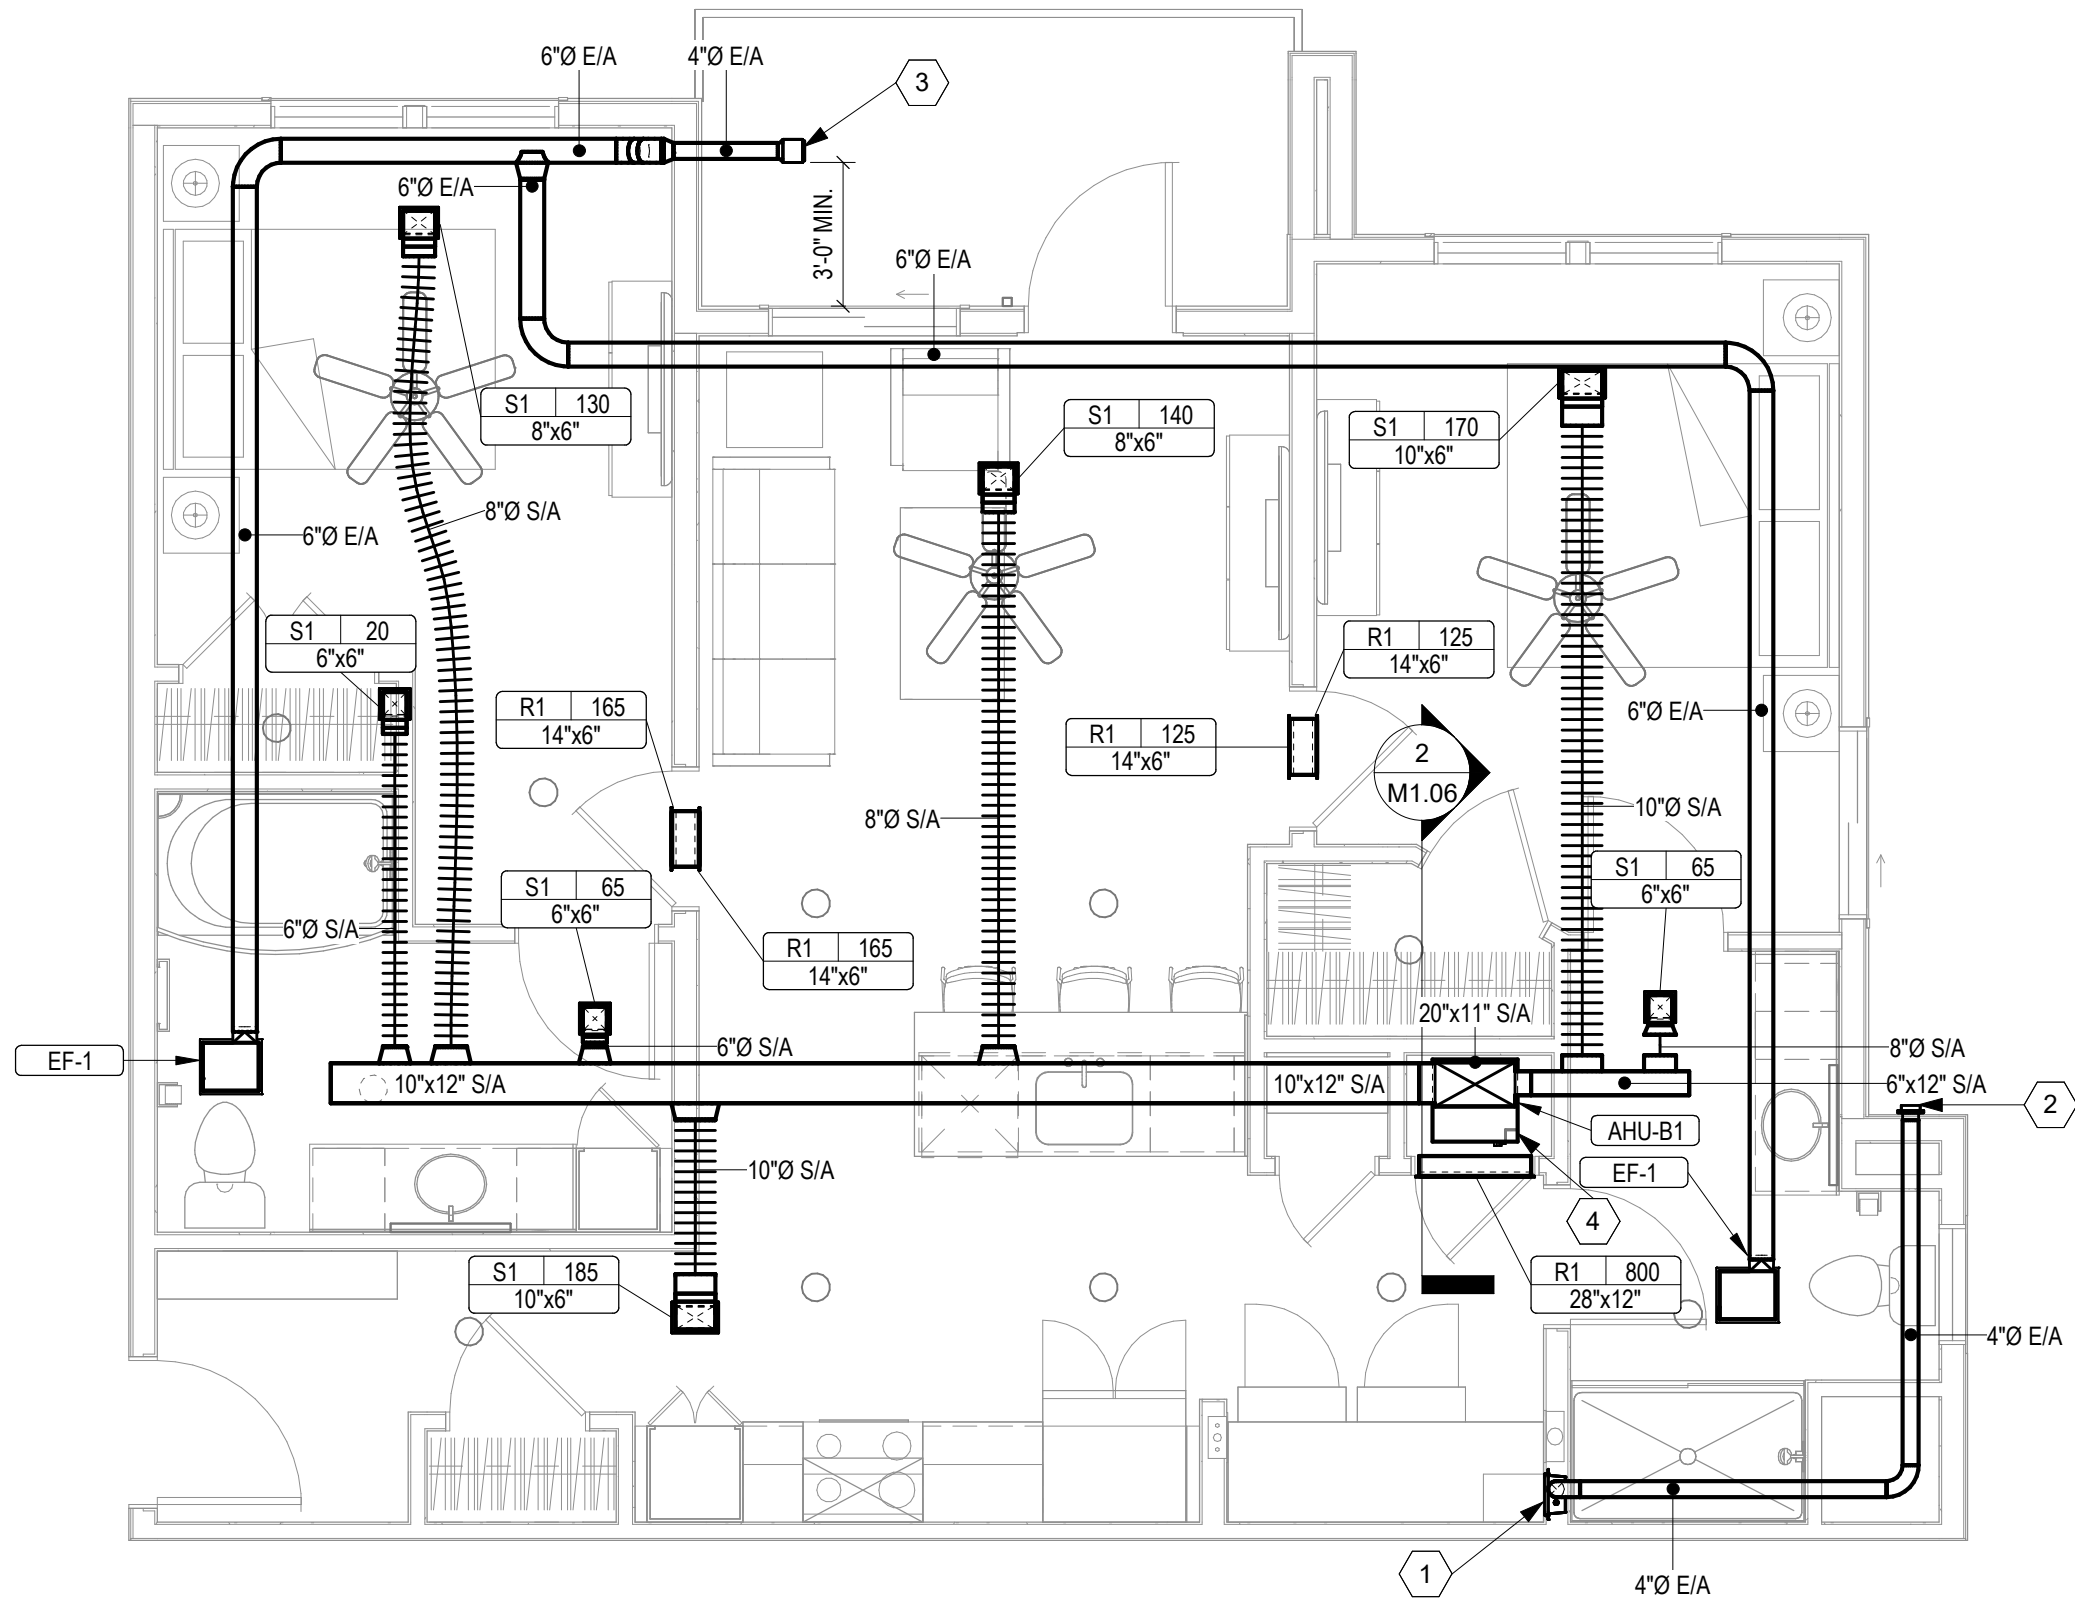 6"Ø E/A
4"Ø E/A
3
6"Ø E/A
3'-0" MIN.
6"Ø E/A
S1 130
8"x6"
S1 140
8"x6"
S1 170
10"x6"
8"Ø S/A
6"Ø E/A
S1 20
6"x6"
R1 125
14"x6"
R1 165
14"x6"
R1 125
14"x6"
6"Ø E/A
2
M1.06
8"Ø S/A
10"Ø S/A
S1 65
6"x6"
S1 65
6"x6"
6"Ø S/A
R1 165
14"x6"
20"x11" S/A
6"Ø S/A
8"Ø S/A
EF-1
10"x12" S/A
10"x12" S/A
6"x12" S/A
2
AHU-B1
10"Ø S/A
EF-1
4
S1 185
10"x6"
R1 800
28"x12"
4"Ø E/A
1
4"Ø E/A